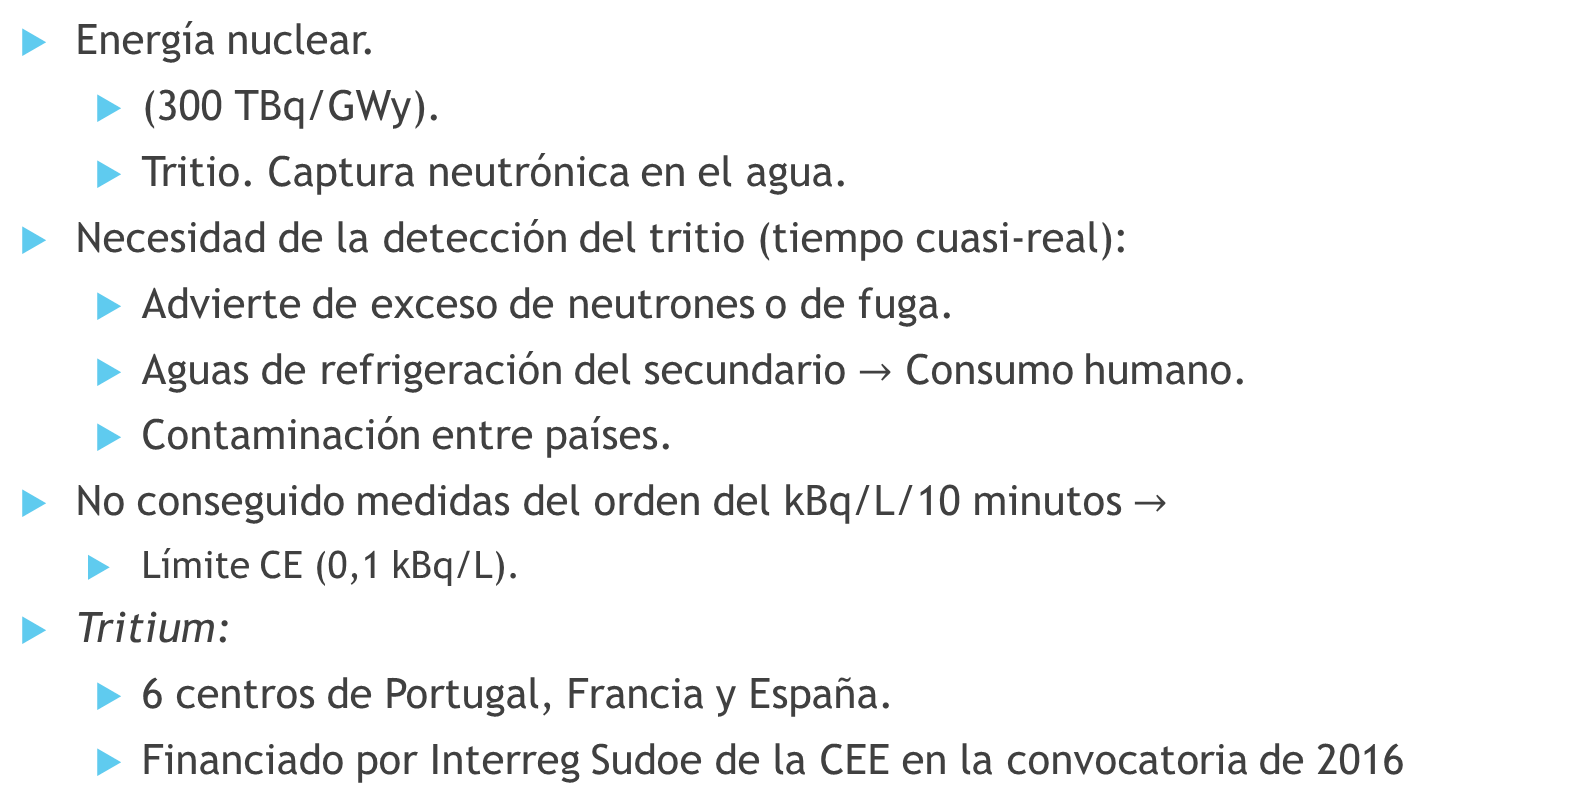 Energía nuclear.
(300 TBq/GWy).
Tritio. Captura neutrónica en el agua.
Necesidad de la detección del tritio (tiempo cuasi-real):
Advierte de exceso de neutrones o de fuga.
Aguas de refrigeración del secundario → Consumo humano.
Contaminación entre países.
No conseguido medidas del orden del kBq/L/10 minutos →
Límite CE (0,1 kBq/L).
Tritium:
6 centros de Portugal, Francia y España.
Financiado por Interreg Sudoe de la CEE en la convocatoria de 2016